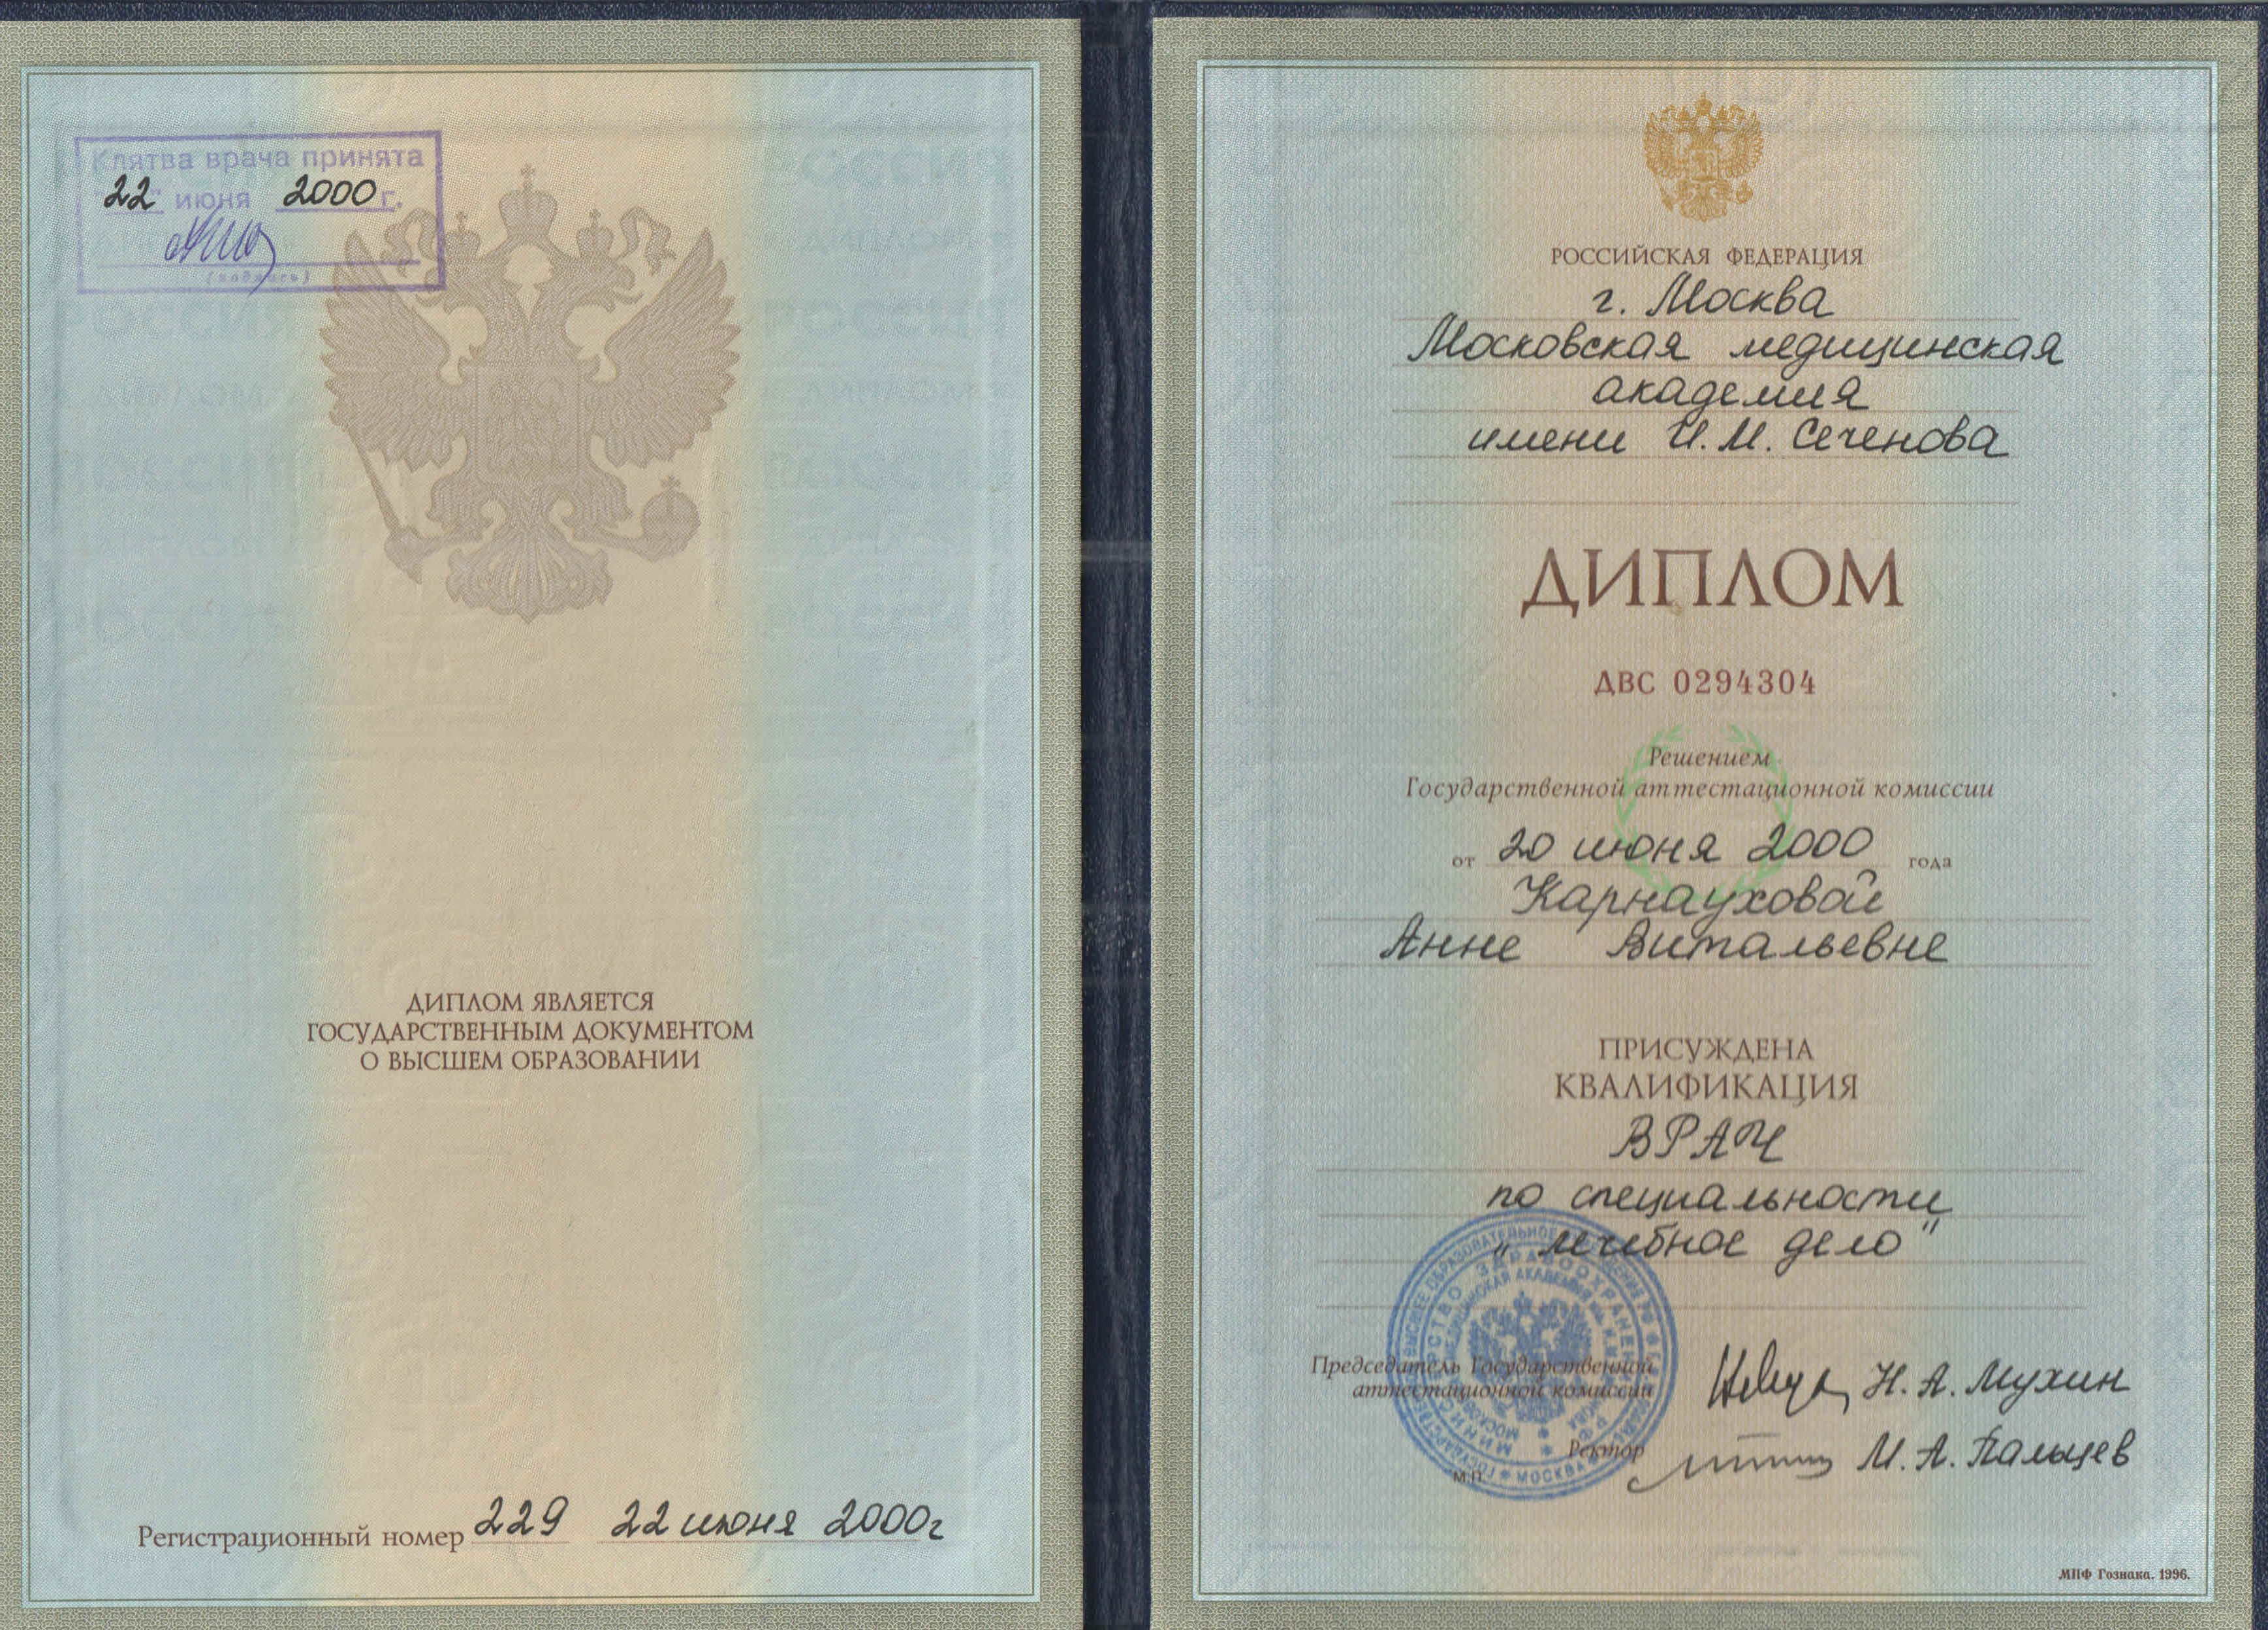 Клятва врача принята
22 июня 2000 г.
(подпись)
ДИПЛОМ ЯВЛЯЕТСЯ
ГОСУДАРСТВЕННЫМ ДОКУМЕНТОМ
О ВЫСШЕМ ОБРАЗОВАНИИ
Регистрационный номер 229 22 июня 2000г
РОССИЙСКАЯ ФЕДЕРАЦИЯ
г. Москва
Московская медицинская
академия
имени И.М. Сеченова
ДИПЛОМ
ДВС 0294304
Решением
Государственной аттестационной комиссии
от 20 июня 2000 года
Карнауховой
Анне Витальевне
ПРИСУЖДЕНА
КВАЛИФИКАЦИЯ
ВРАЧ
по специальности
"лечебное дело"
Председатель Государственной
аттестационной комиссии Н.А. Мухин
Ректор М.А. Пальцев
М.П.
МПФ Гознака. 1996.